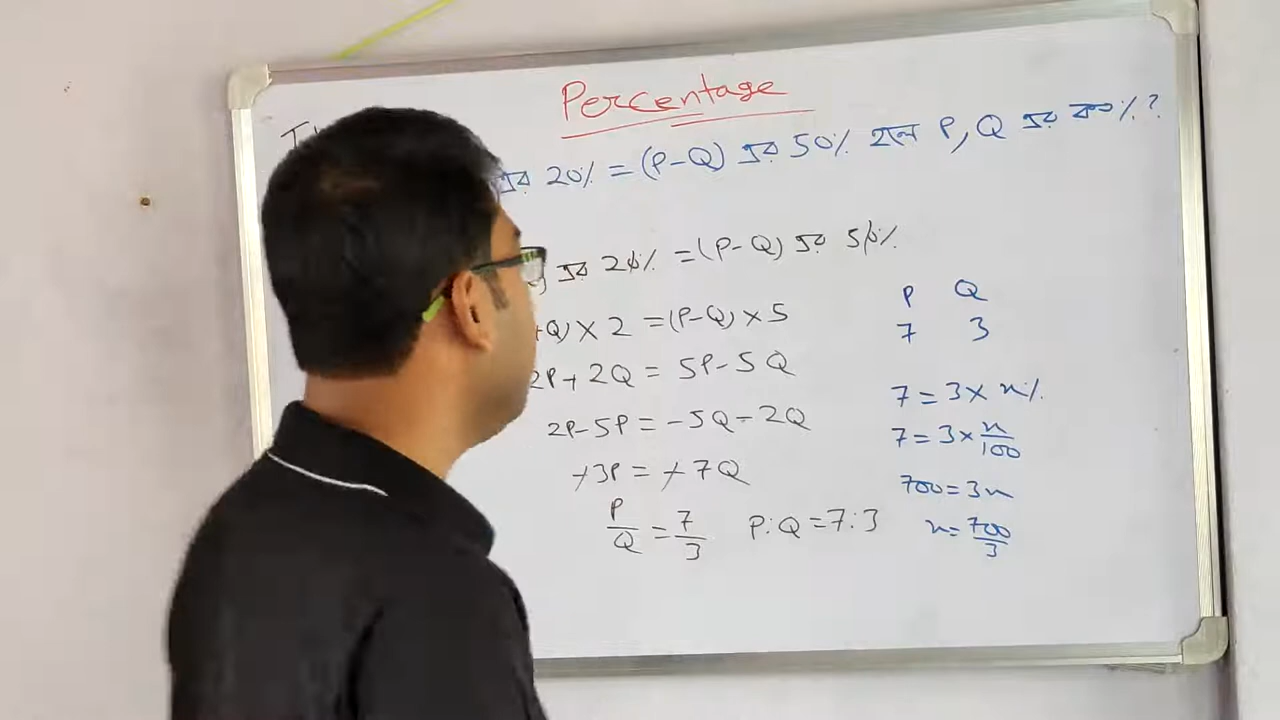 Percentage
এর 20% = (P-Q) এর 50% হলে P, Q এর কত%?
এর 20% = (P-Q) এর 50%
+Q) × 2 = (P-Q) × 5
2P+ 2Q = 5P-5Q
2P-5P = -5Q-2Q
+3P = +7Q
P/Q = 7/3 P:Q = 7:3
P Q
7 3
7 = 3 × x%
7 = 3 × x/100
700 = 3x
x = 700/3